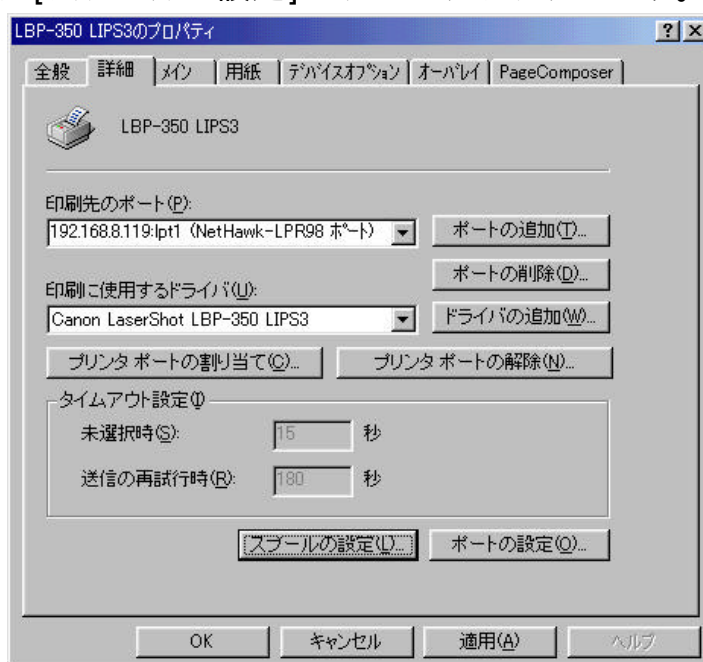 LBP-350 LIPS3のプロパティ
全般 詳細 メイン 用紙 デバイスオプション オーバレイ PageComposer
LBP-350 LIPS3
印刷先のポート(P):
192.168.8.119:lpt1 (NetHawk-LPR98 ポート) ポートの追加(T)...
ポートの削除(D)...
印刷に使用するドライバ(U):
Canon LaserShot LBP-350 LIPS3 ドライバの追加(W)...
プリンタ ポートの割り当て(C)... プリンタ ポートの解除(N)...
タイムアウト設定(I)
未選択時(S): 15 秒
送信の再試行時(R): 180 秒
スプールの設定(L)... ポートの設定(O)...
OK キャンセル 適用(A) ヘルプ